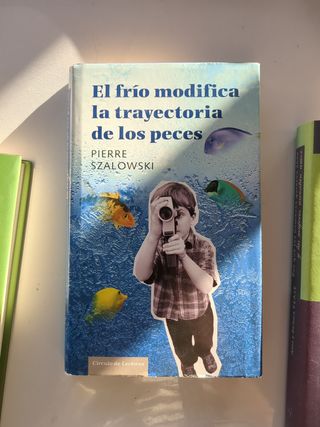 El frío modifica
la trayectoria
de los peces
PIERRE
SZALOWSKI
Círculo de Lectores